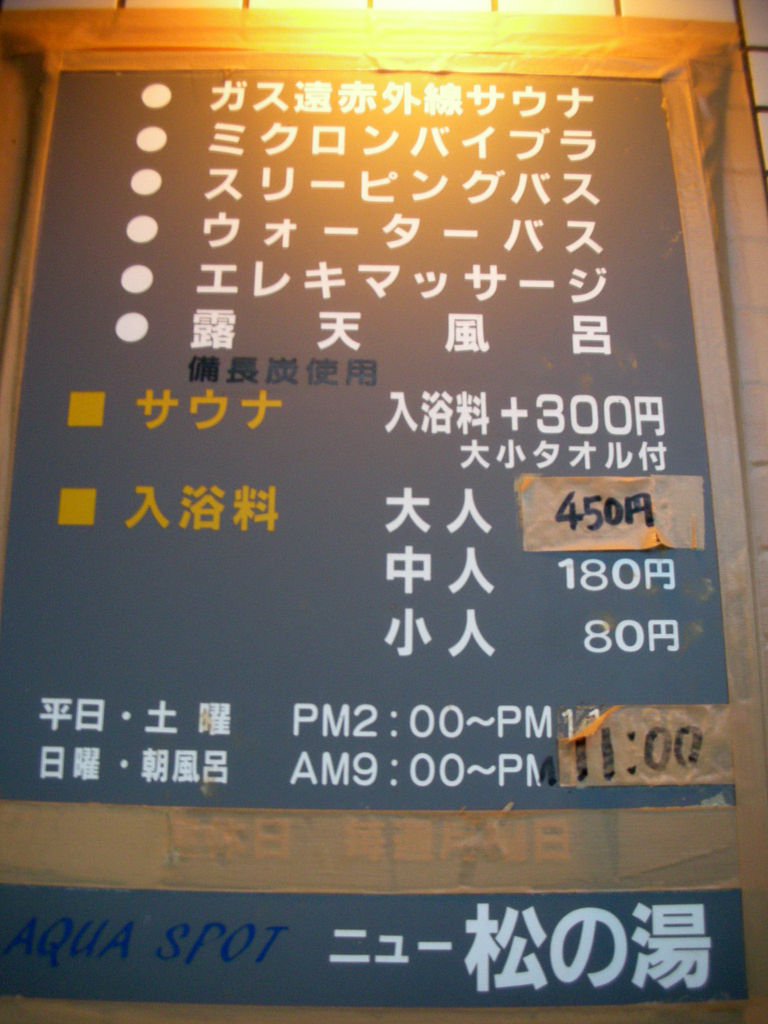 ● ガス遠赤外線サウナ
● ミクロンバイブラ
● スリーピングバス
● ウォーターバス
● エレキマッサージ
● 露天風呂
備長炭使用
■ サウナ 入浴料+300円
大小タオル付
■ 入浴料 大人 450円
中人 180円
小人 80円
平日・土曜 PM2:00~PM
日曜・朝風呂 AM9:00~PM 11:00
AQUA SPOT ニュー松の湯